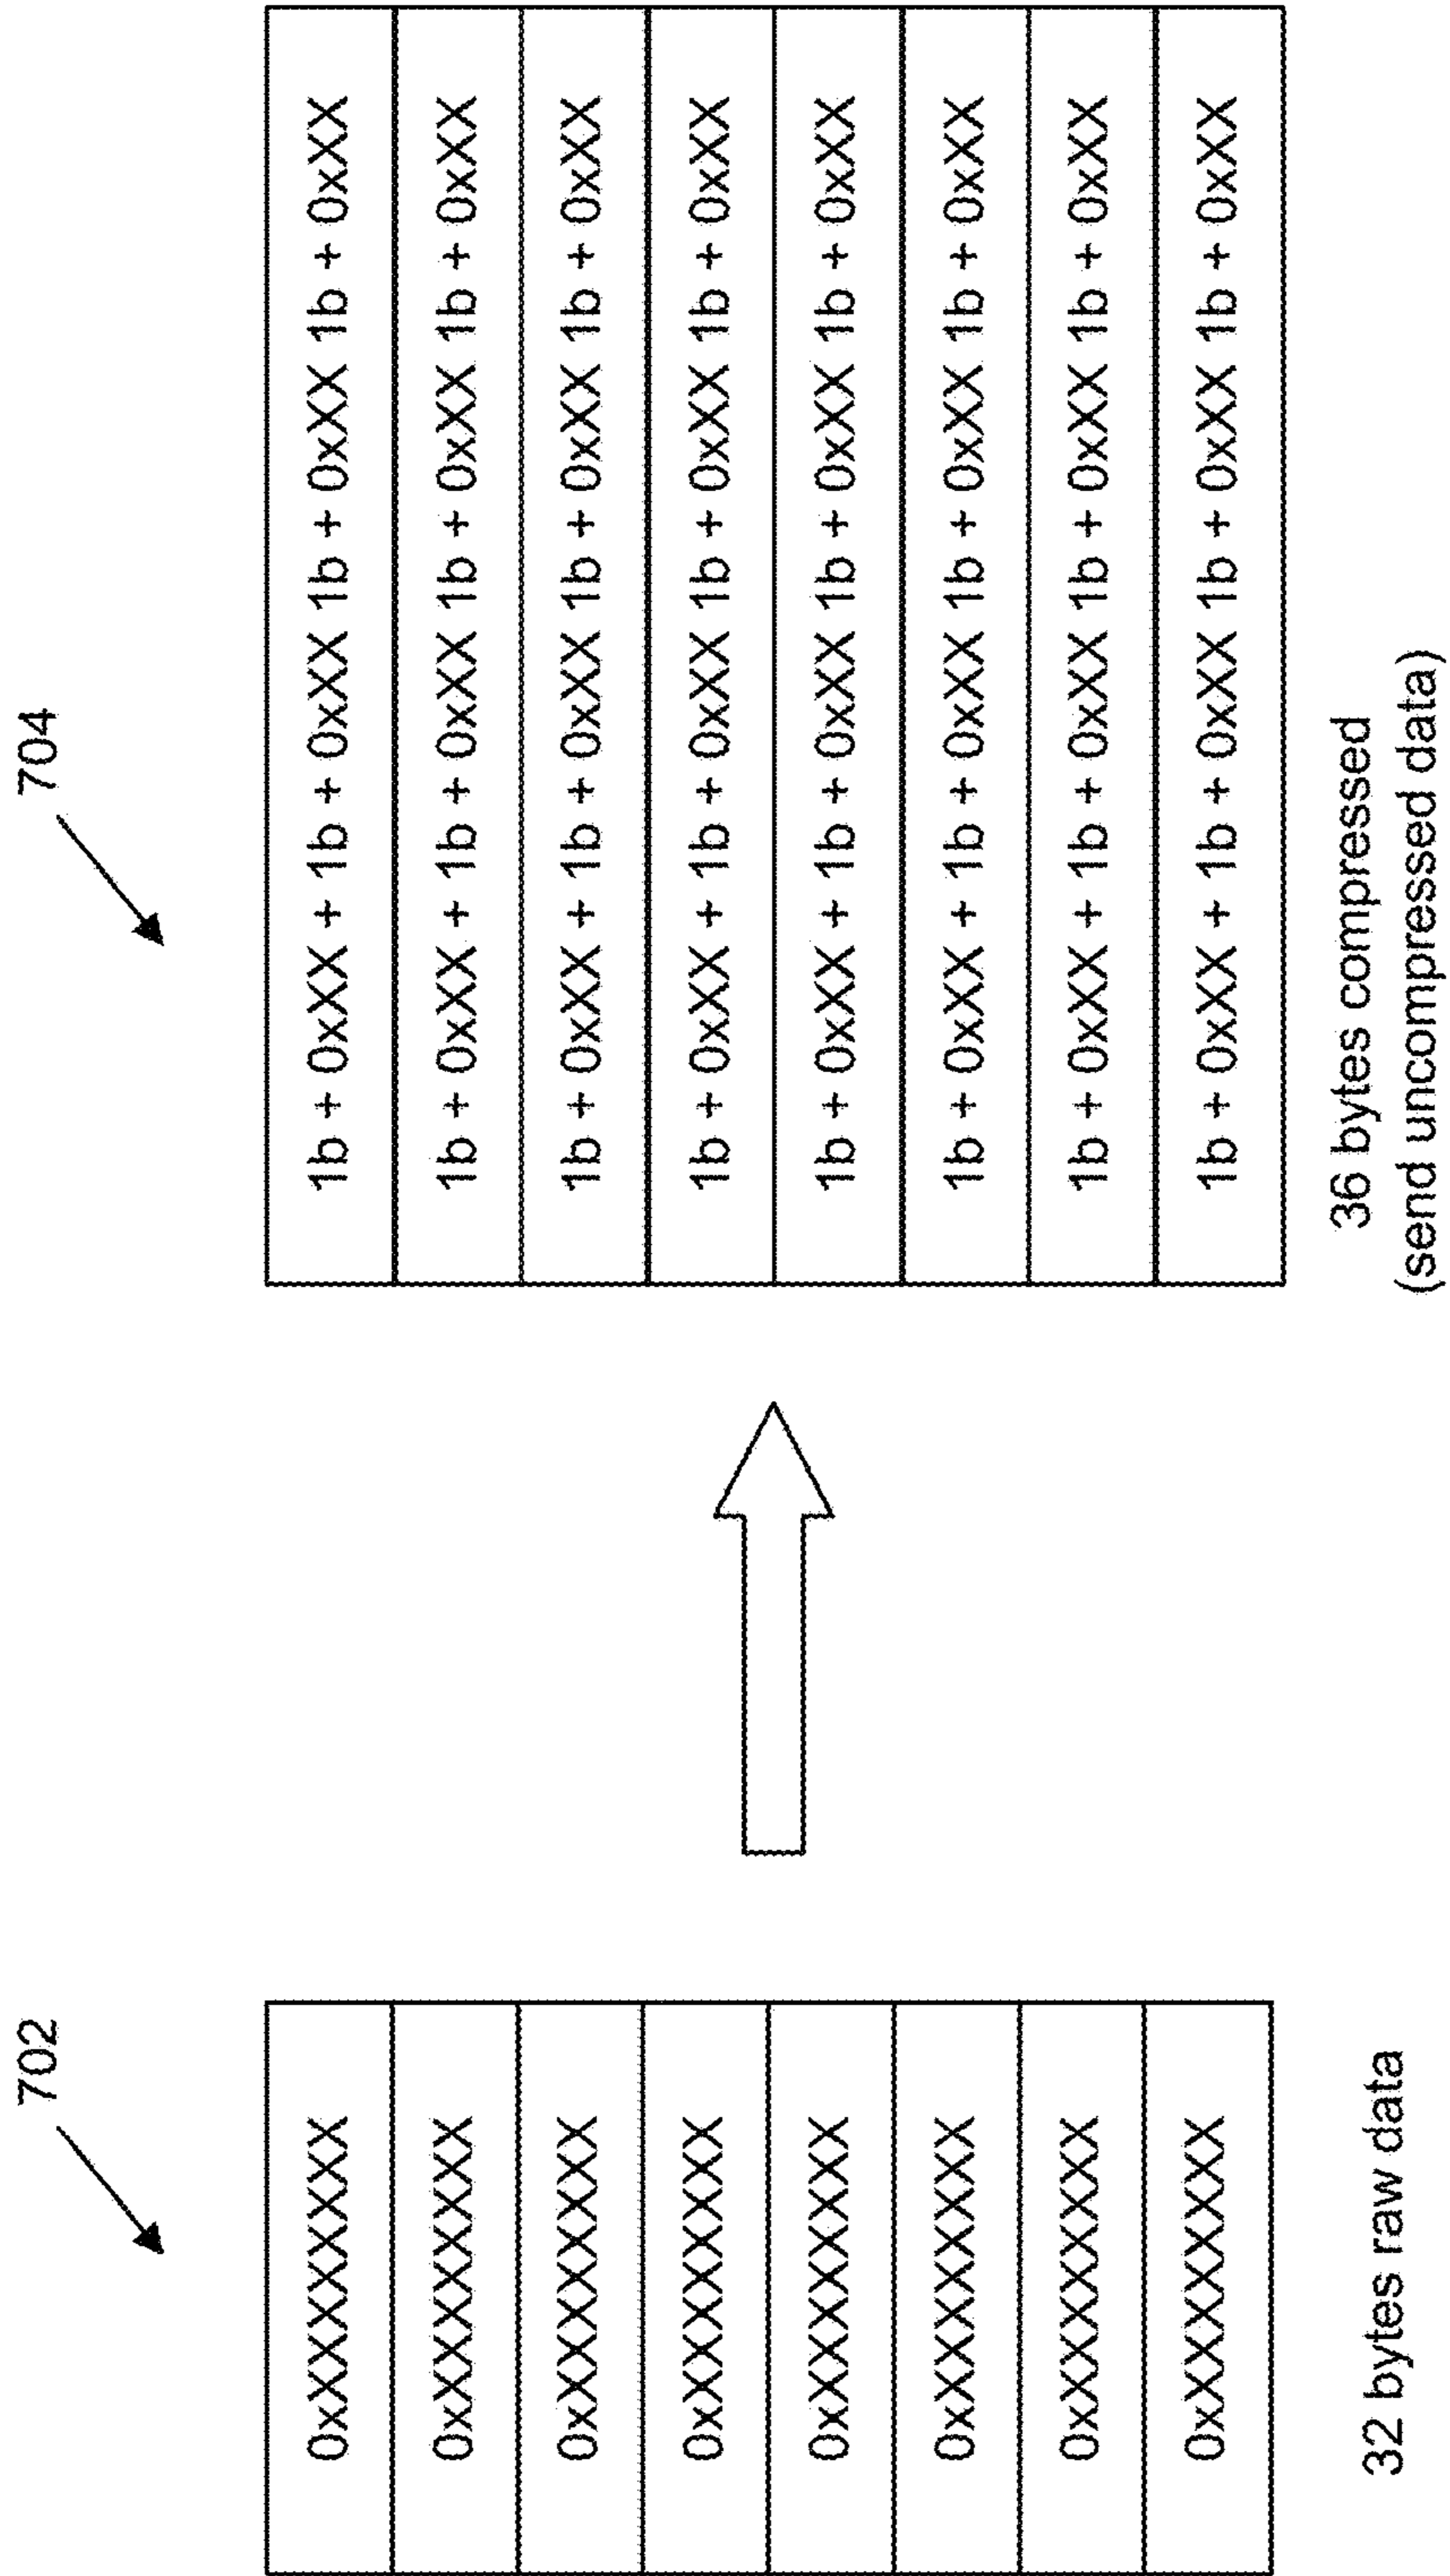 702
0xXXXXXXXX
0xXXXXXXXX
0xXXXXXXXX
0xXXXXXXXX
0xXXXXXXXX
0xXXXXXXXX
0xXXXXXXXX
0xXXXXXXXX
32 bytes raw data
704
1b + 0xXX + 1b + 0xXX 1b + 0xXX 1b + 0xXX
1b + 0xXX + 1b + 0xXX 1b + 0xXX 1b + 0xXX
1b + 0xXX + 1b + 0xXX 1b + 0xXX 1b + 0xXX
1b + 0xXX + 1b + 0xXX 1b + 0xXX 1b + 0xXX
1b + 0xXX + 1b + 0xXX 1b + 0xXX 1b + 0xXX
1b + 0xXX + 1b + 0xXX 1b + 0xXX 1b + 0xXX
1b + 0xXX + 1b + 0xXX 1b + 0xXX 1b + 0xXX
1b + 0xXX + 1b + 0xXX 1b + 0xXX 1b + 0xXX
36 bytes compressed
(send uncompressed data)